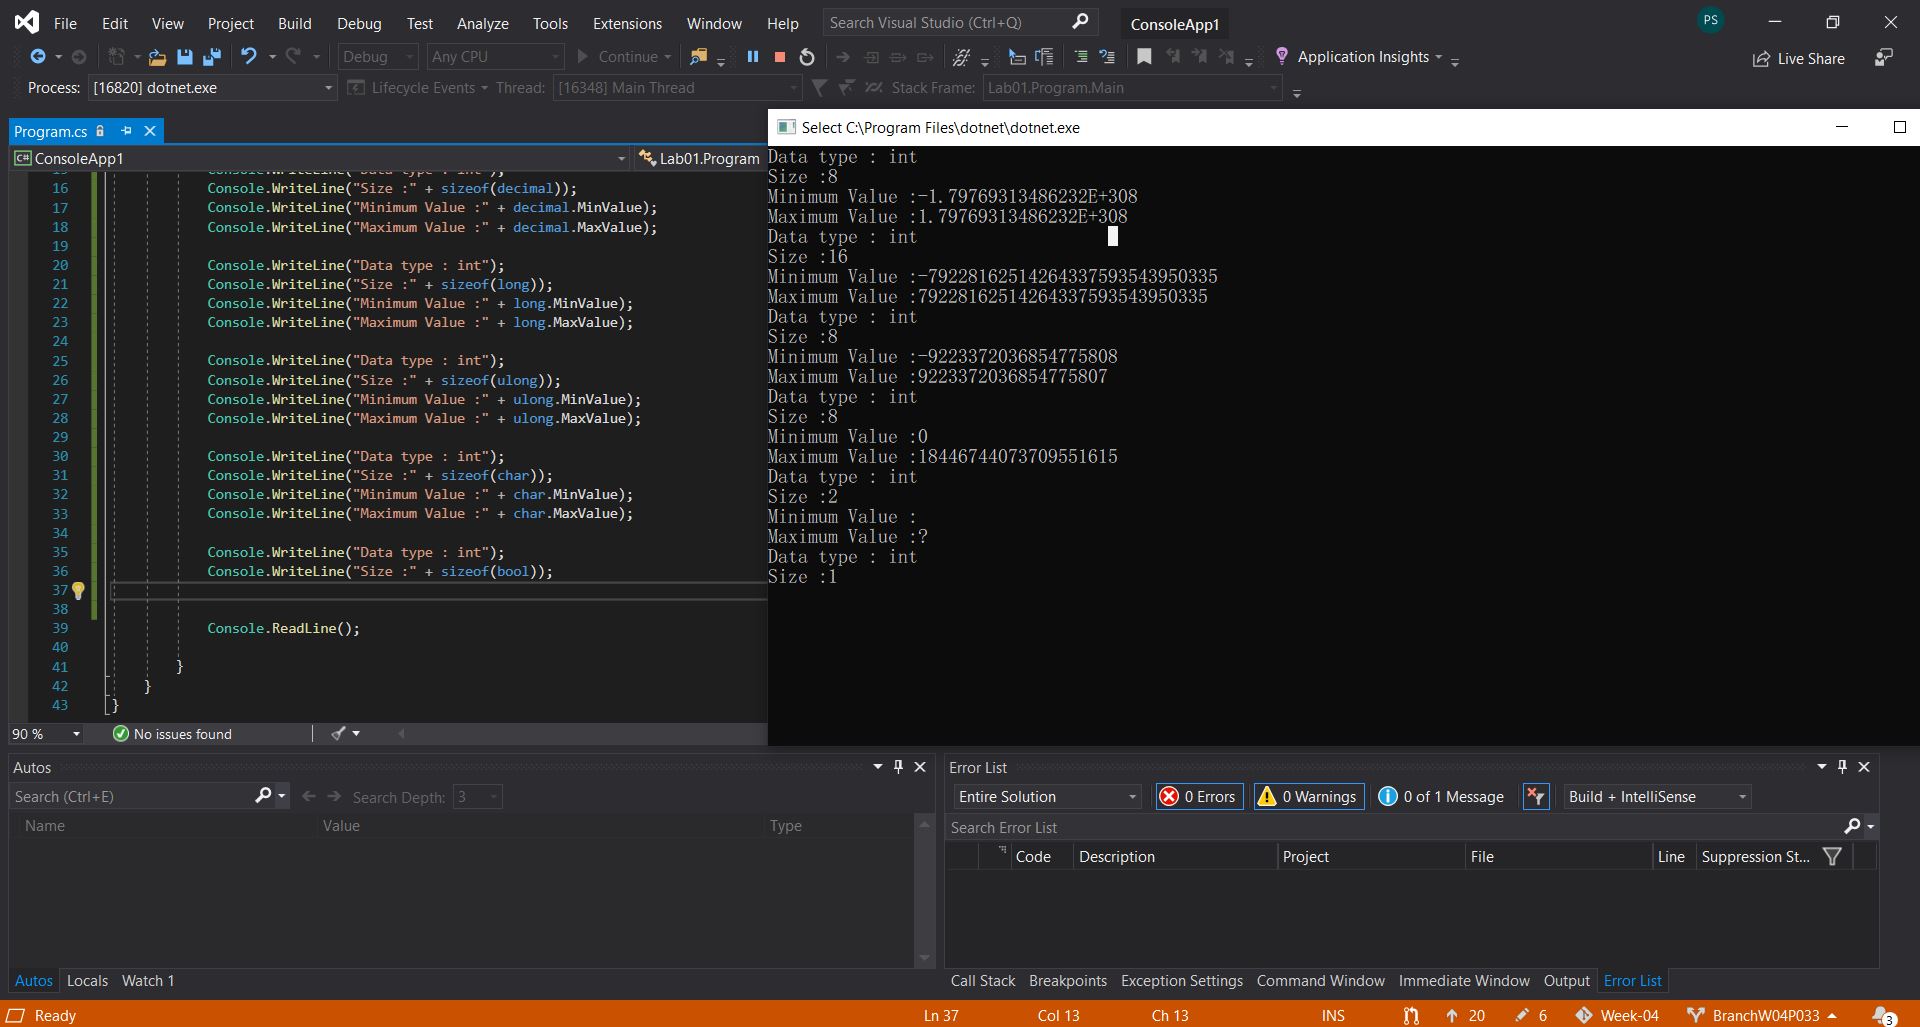 File Edit View Project Build Debug Test Analyze Tools Extensions Window Help Search Visual Studio (Ctrl+Q) ConsoleApp1 PS
Debug Any CPU Continue Application Insights Live Share
Process: [16820] dotnet.exe Lifecycle Events Thread: [16348] Main Thread Stack Frame: Lab01.Program.Main
Program.cs
C# ConsoleApp1 Lab01.Program
15 Console.WriteLine("Data type : int");
16 Console.WriteLine("Size :" + sizeof(decimal));
17 Console.WriteLine("Minimum Value :" + decimal.MinValue);
18 Console.WriteLine("Maximum Value :" + decimal.MaxValue);
19
20 Console.WriteLine("Data type : int");
21 Console.WriteLine("Size :" + sizeof(long));
22 Console.WriteLine("Minimum Value :" + long.MinValue);
23 Console.WriteLine("Maximum Value :" + long.MaxValue);
24
25 Console.WriteLine("Data type : int");
26 Console.WriteLine("Size :" + sizeof(ulong));
27 Console.WriteLine("Minimum Value :" + ulong.MinValue);
28 Console.WriteLine("Maximum Value :" + ulong.MaxValue);
29
30 Console.WriteLine("Data type : int");
31 Console.WriteLine("Size :" + sizeof(char));
32 Console.WriteLine("Minimum Value :" + char.MinValue);
33 Console.WriteLine("Maximum Value :" + char.MaxValue);
34
35 Console.WriteLine("Data type : int");
36 Console.WriteLine("Size :" + sizeof(bool));
37
38
39 Console.ReadLine();
40
41 }
42 }
43 }
90 % No issues found
Select C:\Program Files\dotnet\dotnet.exe
Data type : int
Size :8
Minimum Value :-1.79769313486232E+308
Maximum Value :1.79769313486232E+308
Data type : int
Size :16
Minimum Value :-79228162514264337593543950335
Maximum Value :79228162514264337593543950335
Data type : int
Size :8
Minimum Value :-9223372036854775808
Maximum Value :9223372036854775807
Data type : int
Size :8
Minimum Value :0
Maximum Value :18446744073709551615
Data type : int
Size :2
Minimum Value :
Maximum Value :?
Data type : int
Size :1
Autos
Search (Ctrl+E) Search Depth: 3
Name Value Type
Autos Locals Watch 1
Error List
Entire Solution 0 Errors 0 Warnings 0 of 1 Message Build + IntelliSense
Search Error List
Code Description Project File Line Suppression St...
Call Stack Breakpoints Exception Settings Command Window Immediate Window Output Error List
Ready Ln 37 Col 13 Ch 13 INS 20 6 Week-04 BranchW04P033 3